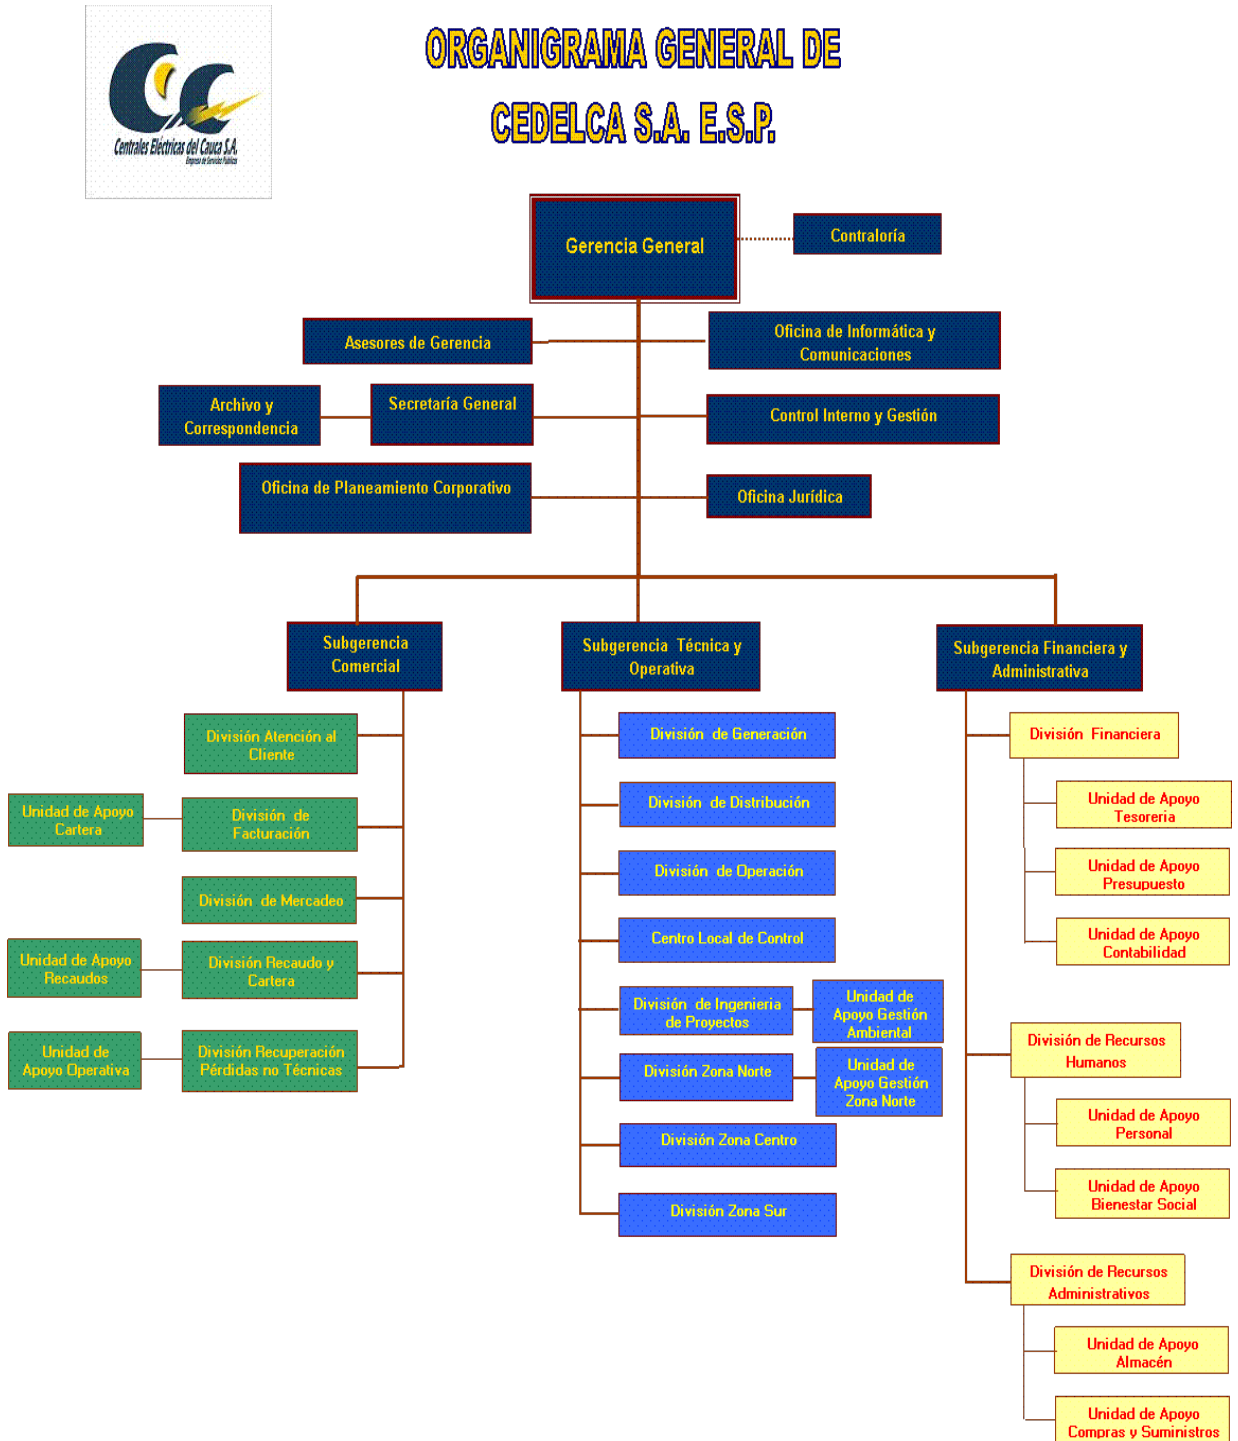 ORGANIGRAMA GENERAL DE
CEDELCA S.A. E.S.P.
Centrales Eléctricas del Cauca S.A.
Empresa de Servicios Públicos
Gerencia General
Contraloría
Asesores de Gerencia
Oficina de Informática y
Comunicaciones
Archivo y
Correspondencia
Secretaría General
Control Interno y Gestión
Oficina de Planeamiento Corporativo
Oficina Jurídica
Subgerencia
Comercial
Subgerencia Técnica y
Operativa
Subgerencia Financiera y
Administrativa
División Atención al
Cliente
Unidad de Apoyo
Cartera
División de
Facturación
División de Mercadeo
Unidad de Apoyo
Recaudos
División Recaudo y
Cartera
Unidad de
Apoyo Operativa
División Recuperación
Pérdidas no Técnicas
División de Generación
División de Distribución
División de Operación
Centro Local de Control
División de Ingenieria
de Proyectos
Unidad de
Apoyo Gestión
Ambiental
División Zona Norte
Unidad de
Apoyo Gestión
Zona Norte
División Zona Centro
División Zona Sur
División Financiera
Unidad de Apoyo
Tesoreria
Unidad de Apoyo
Presupuesto
Unidad de Apoyo
Contabilidad
División de Recursos
Humanos
Unidad de Apoyo
Personal
Unidad de Apoyo
Bienestar Social
División de Recursos
Administrativos
Unidad de Apoyo
Almacén
Unidad de Apoyo
Compras y Suministros